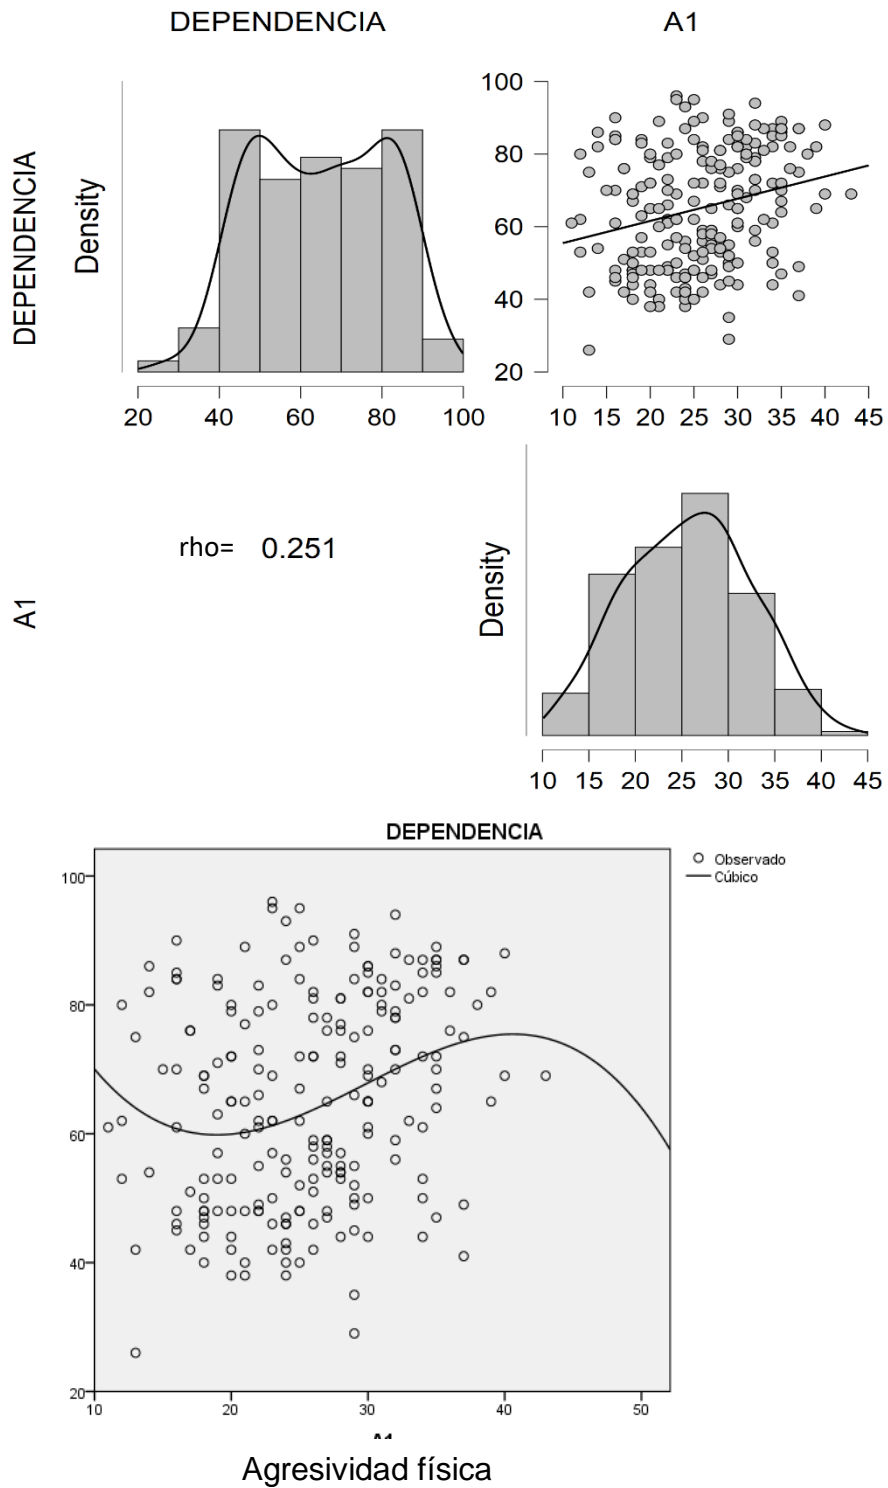 DEPENDENCIA A1
DEPENDENCIA
Density
100
80
60
40
20
20 40 60 80 100
10 15 20 25 30 35 40 45
A1
rho= 0.251
Density
10 15 20 25 30 35 40 45
DEPENDENCIA
Observado
Cúbico
100
80
60
40
20
10 20 30 40 50
A1
Agresividad física